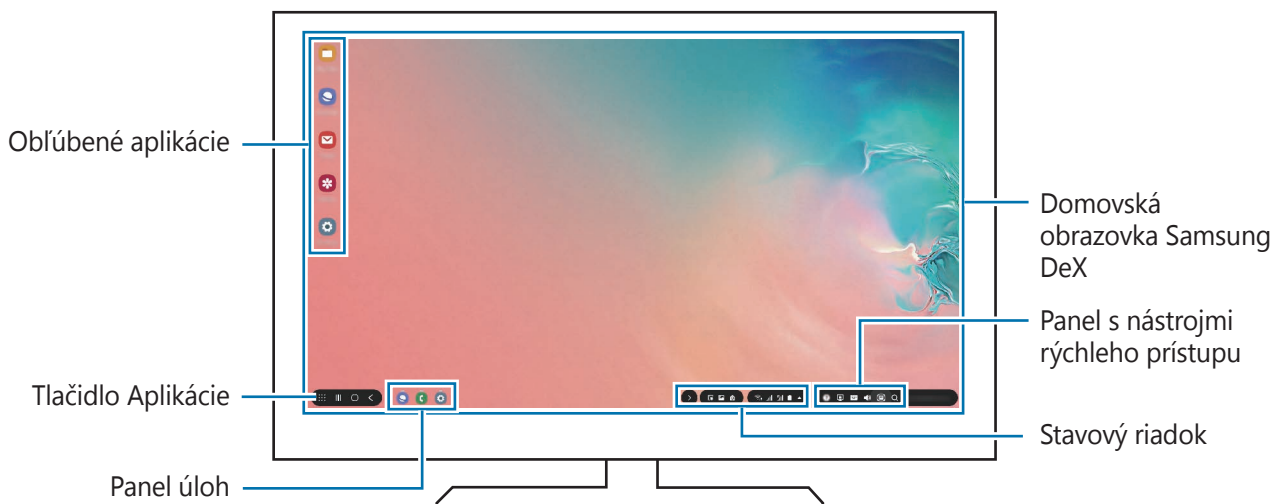 Obľúbené aplikácie
Domovská
obrazovka Samsung
DeX
Panel s nástrojmi
rýchleho prístupu
Tlačidlo Aplikácie
Stavový riadok
Panel úloh